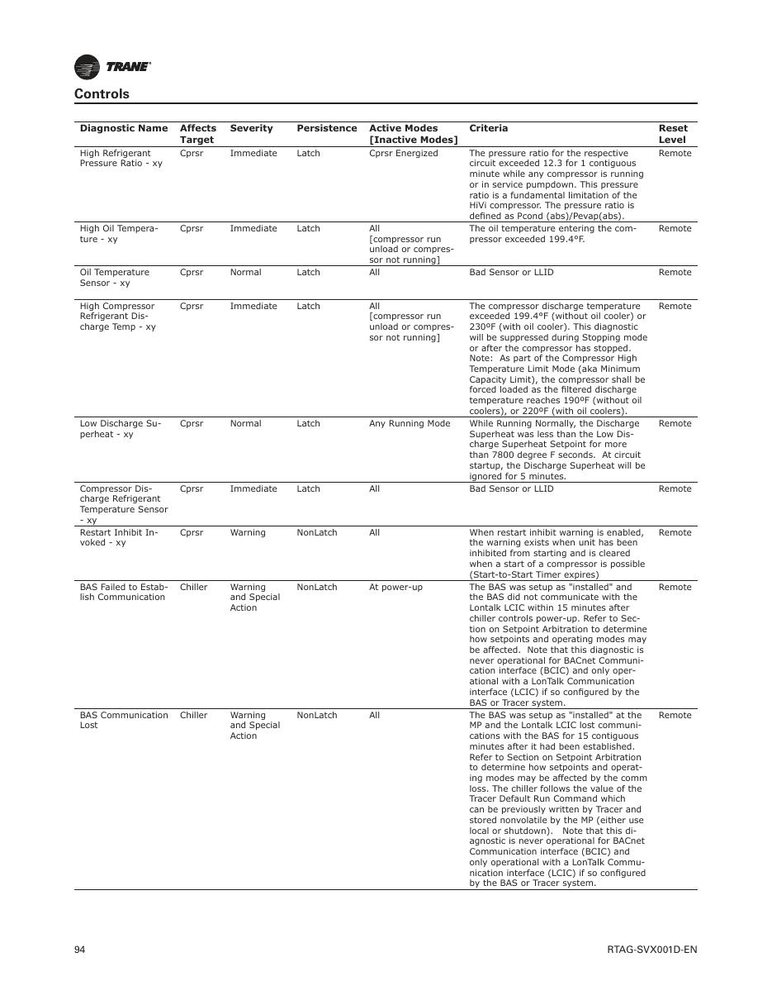 TRANE
Controls
Diagnostic Name Affects Target Severity Persistence Active Modes [Inactive Modes] Criteria Reset Level
High Refrigerant Pressure Ratio - xy
Cprsr
Immediate
Latch
Cprsr Energized
The pressure ratio for the respective
circuit exceeded 12.3 for 1 contiguous
minute while any compressor is running
or in service pumpdown. This pressure
ratio is a fundamental limitation of the
HiVi compressor. The pressure ratio is
defined as Pcond (abs)/Pevap(abs).
Remote
High Oil Tempera-
ture - xy
Cprsr
Immediate
Latch
All
[compressor run
unload or compres-
sor not running]
The oil temperature entering the com-
pressor exceeded 199.4ºF.
Remote
Oil Temperature
Sensor - xy
Cprsr
Normal
Latch
All
Bad Sensor or LLID
Remote
High Compressor
Refrigerant Dis-
charge Temp - xy
Cprsr
Immediate
Latch
All
[compressor run
unload or compres-
sor not running]
The compressor discharge temperature
exceeded 199.4ºF (without oil cooler) or
230ºF (with oil cooler). This diagnostic
will be suppressed during Stopping mode
or after the compressor has stopped.
Note:  As part of the Compressor High
Temperature Limit Mode (aka Minimum
Capacity Limit), the compressor shall be
forced loaded as the filtered discharge
temperature reaches 190ºF (without oil
coolers), or 220ºF (with oil coolers).
Remote
Low Discharge Su-
perheat - xy
Cprsr
Normal
Latch
Any Running Mode
While Running Normally, the Discharge
Superheat was less than the Low Dis-
charge Superheat Setpoint for more
than 7800 degree F seconds.  At circuit
startup, the Discharge Superheat will be
ignored for 5 minutes.
Remote
Compressor Dis-
charge Refrigerant
Temperature Sensor
- xy
Cprsr
Immediate
Latch
All
Bad Sensor or LLID
Remote
Restart Inhibit In-
voked - xy
Cprsr
Warning
NonLatch
All
When restart inhibit warning is enabled,
the warning exists when unit has been
inhibited from starting and is cleared
when a start of a compressor is possible
(Start-to-Start Timer expires)
Remote
BAS Failed to Estab-
lish Communication
Chiller
Warning
and Special
Action
NonLatch
At power-up
The BAS was setup as "installed" and
the BAS did not communicate with the
Lontalk LCIC within 15 minutes after
chiller controls power-up. Refer to Sec-
tion on Setpoint Arbitration to determine
how setpoints and operating modes may
be affected.  Note that this diagnostic is
never operational for BACnet Communi-
cation interface (BCIC) and only oper-
ational with a LonTalk Communication
interface (LCIC) if so configured by the
BAS or Tracer system.
Remote
BAS Communication
Lost
Chiller
Warning
and Special
Action
NonLatch
All
The BAS was setup as "installed" at the
MP and the Lontalk LCIC lost communi-
cations with the BAS for 15 contiguous
minutes after it had been established.
Refer to Section on Setpoint Arbitration
to determine how setpoints and operat-
ing modes may be affected by the comm
loss. The chiller follows the value of the
Tracer Default Run Command which
can be previously written by Tracer and
stored nonvolatile by the MP (either use
local or shutdown).   Note that this di-
agnostic is never operational for BACnet
Communication interface (BCIC) and
only operational with a LonTalk Commu-
nication interface (LCIC) if so configured
by the BAS or Tracer system.
Remote
94
RTAG-SVX001D-EN